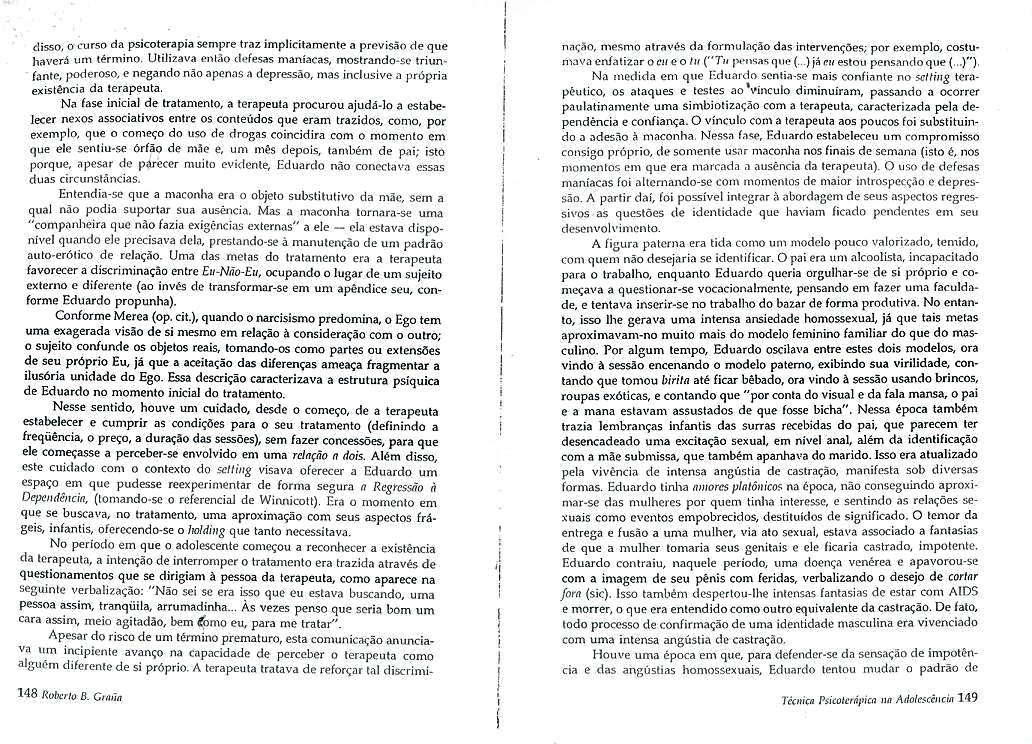 disso, o curso da psicoterapia sempre traz implicitamente a previsão de que
haverá um término. Utilizava então defesas maníacas, mostrando-se triun-
fante, poderoso, e negando não apenas a depressão, mas inclusive a própria
existência da terapeuta.
Na fase inicial de tratamento, a terapeuta procurou ajudá-lo a estabe-
lecer nexos associativos entre os conteúdos que eram trazidos, como, por
exemplo, que o começo do uso de drogas coincidira com o momento em
que ele sentiu-se órfão de mãe e, um mês depois, também de pai; isto
porque, apesar de parecer muito evidente, Eduardo não conectava essas
duas circunstâncias.
Entendia-se que a maconha era o objeto substitutivo da mãe, sem a
qual não podia suportar sua ausência. Mas a maconha tornara-se uma
"companheira que não fazia exigências externas" a ele — ela estava dispo-
nível quando ele precisava dela, prestando-se à manutenção de um padrão
auto-erótico de relação. Uma das metas do tratamento era a terapeuta
favorecer a discriminação entre Eu-Não-Eu, ocupando o lugar de um sujeito
externo e diferente (ao invés de transformar-se em um apêndice seu, con-
forme Eduardo propunha).
Conforme Merea (op. cit.), quando o narcisismo predomina, o Ego tem
uma exagerada visão de si mesmo em relação à consideração com o outro;
o sujeito confunde os objetos reais, tomando-os como partes ou extensões
de seu próprio Eu, já que a aceitação das diferenças ameaça fragmentar a
ilusória unidade do Ego. Essa descrição caracterizava a estrutura psíquica
de Eduardo no momento inicial do tratamento.
Nesse sentido, houve um cuidado, desde o começo, de a terapeuta
estabelecer e cumprir as condições para o seu tratamento (definindo a
freqüência, o preço, a duração das sessões), sem fazer concessões, para que
ele começasse a perceber-se envolvido em uma relação a dois. Além disso,
este cuidado com o contexto do setting visava oferecer a Eduardo um
espaço em que pudesse reexperimentar de forma segura a Regressão à
Dependência, (tomando-se o referencial de Winnicott). Era o momento em
que se buscava, no tratamento, uma aproximação com seus aspectos frá-
geis, infantis, oferecendo-se o holding que tanto necessitava.
No período em que o adolescente começou a reconhecer a existência
da terapeuta, a intenção de interromper o tratamento era trazida através de
questionamentos que se dirigiam à pessoa da terapeuta, como aparece na
seguinte verbalização: "Não sei se era isso que eu estava buscando, uma
pessoa assim, tranqüila, arrumadinha... Às vezes penso que seria bom um
cara assim, meio agitadão, bem como eu, para me tratar".
Apesar do risco de um término prematuro, esta comunicação anuncia-
va um incipiente avanço na capacidade de perceber o terapeuta como
alguém diferente de si próprio. A terapeuta tratava de reforçar tal discrimi-
148 Roberto B. Graña
nação, mesmo através da formulação das intervenções; por exemplo, costu-
mava enfatizar o eu e o tu ("Tu pensas que (...) já eu estou pensando que (...)").
Na medida em que Eduardo sentia-se mais confiante no setting tera-
pêutico, os ataques e testes ao vínculo diminuíram, passando a ocorrer
paulatinamente uma simbiotização com a terapeuta, caracterizada pela de-
pendência e confiança. O vínculo com a terapeuta aos poucos foi substituin-
do a adesão à maconha. Nessa fase, Eduardo estabeleceu um compromisso
consigo próprio, de somente usar maconha nos finais de semana (isto é, nos
momentos em que era marcada a ausência da terapeuta). O uso de defesas
maníacas foi alternando-se com momentos de maior introspecção e depres-
são. A partir daí, foi possível integrar à abordagem de seus aspectos regres-
sivos as questões de identidade que haviam ficado pendentes em seu
desenvolvimento.
A figura paterna era tida como um modelo pouco valorizado, temido,
com quem não desejaria se identificar. O pai era um alcoolista, incapacitado
para o trabalho, enquanto Eduardo queria orgulhar-se de si próprio e co-
meçava a questionar-se vocacionalmente, pensando em fazer uma faculda-
de, e tentava inserir-se no trabalho do bazar de forma produtiva. No entan-
to, isso lhe gerava uma intensa ansiedade homossexual, já que tais metas
aproximavam-no muito mais do modelo feminino familiar do que do mas-
culino. Por algum tempo, Eduardo oscilava entre estes dois modelos, ora
vindo à sessão encenando o modelo paterno, exibindo sua virilidade, con-
tando que tomou birita até ficar bêbado, ora vindo à sessão usando brincos,
roupas exóticas, e contando que "por conta do visual e da fala mansa, o pai
e a mana estavam assustados de que fosse bicha". Nessa época também
trazia lembranças infantis das surras recebidas do pai, que parecem ter
desencadeado uma excitação sexual, em nível anal, além da identificação
com a mãe submissa, que também apanhava do marido. Isso era atualizado
pela vivência de intensa angústia de castração, manifesta sob diversas
formas. Eduardo tinha amores platônicos na época, não conseguindo aproxi-
mar-se das mulheres por quem tinha interesse, e sentindo as relações se-
xuais como eventos empobrecidos, destituídos de significado. O temor da
entrega e fusão a uma mulher, via ato sexual, estava associado a fantasias
de que a mulher tomaria seus genitais e ele ficaria castrado, impotente.
Eduardo contraiu, naquele período, uma doença venérea e apavorou-se
com a imagem de seu pênis com feridas, verbalizando o desejo de cortar
fora (sic). Isso também despertou-lhe intensas fantasias de estar com AIDS
e morrer, o que era entendido como outro equivalente da castração. De fato,
todo processo de confirmação de uma identidade masculina era vivenciado
com uma intensa angústia de castração.
Houve uma época em que, para defender-se da sensação de impotên-
cia e das angústias homossexuais, Eduardo tentou mudar o padrão de
Técnica Psicoterápica na Adolescência 149